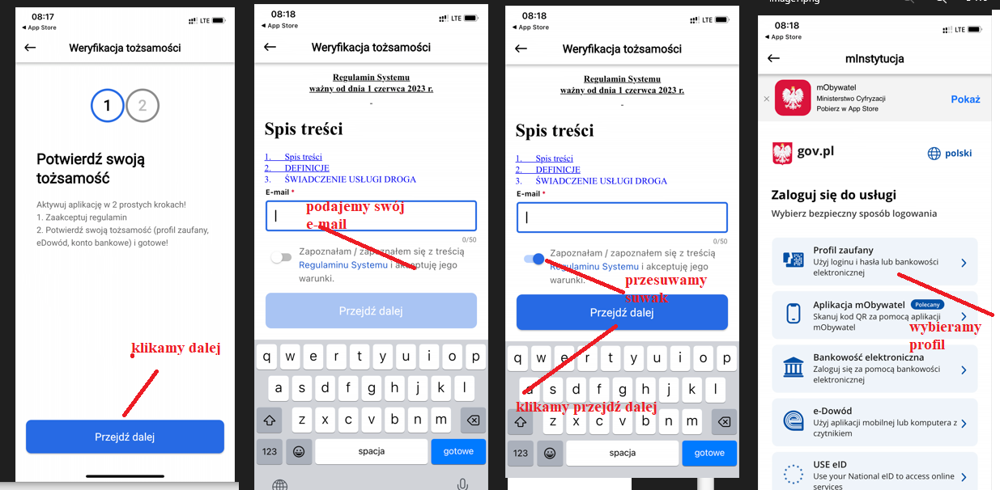 08:17
LTE
◂ App Store
Weryfikacja tożsamości
1
2
Potwierdź swoją
tożsamość
Aktywuj aplikację w 2 prostych krokach!
1. Zaakceptuj regulamin
2. Potwierdź swoją tożsamość (profil zaufany,
eDowód, konto bankowe) i gotowe!
klikamy dalej
Przejdź dalej
08:18
LTE
◂ App Store
Weryfikacja tożsamości
Regulamin Systemu
ważny od dnia 1 czerwca 2023 r.
-
Spis treści
1. Spis treści
2. DEFINICJE
3. ŚWIADCZENIE USŁUGI DROGA
E-mail *
podajemy swój
e-mail
0/50
Zapoznałam / zapoznałem się z treścią
Regulaminu Systemu i akceptuję jego
warunki.
Przejdź dalej
q w e r t y u i o p
a s d f g h j k l
z x c v b n m
123
spacja
gotowe
08:18
LTE
◂ App Store
Weryfikacja tożsamości
Regulamin Systemu
ważny od dnia 1 czerwca 2023 r.
-
Spis treści
1. Spis treści
2. DEFINICJE
3. ŚWIADCZENIE USŁUGI DROGA
E-mail *
0/50
Zapoznałam / zapoznałem się z treścią
Regulaminu Systemu i akceptuję jego
warunki.
przesuwamy
suwak
Przejdź dalej
q w e r t y u i o p
a s d f g h j k l
klikamy przejdź dalej
z x c v b n m
123
spacja
gotowe
08:18
LTE
◂ App Store
mInstytucja
mObywatel
Ministerstwo Cyfryzacji
Pobierz w App Store
Pokaż
gov.pl
polski
Zaloguj się do usługi
Wybierz bezpieczny sposób logowania
Profil zaufany
Użyj loginu i hasła lub bankowości
elektronicznej
Aplikacja mObywatel Polecany
Skanuj kod QR za pomocą aplikacji
mObywatel
wybieramy
profil
Bankowość elektroniczna
Zaloguj się za pomocą bankowości
elektronicznej
e-Dowód
Użyj aplikacji mobilnej lub komputera z
czytnikiem
USE eID
Use your National eID to access online
services